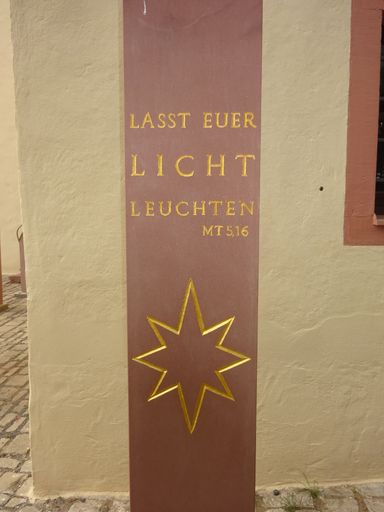 LASST EUER
LICHT
LEUCHTEN
MT 5,16